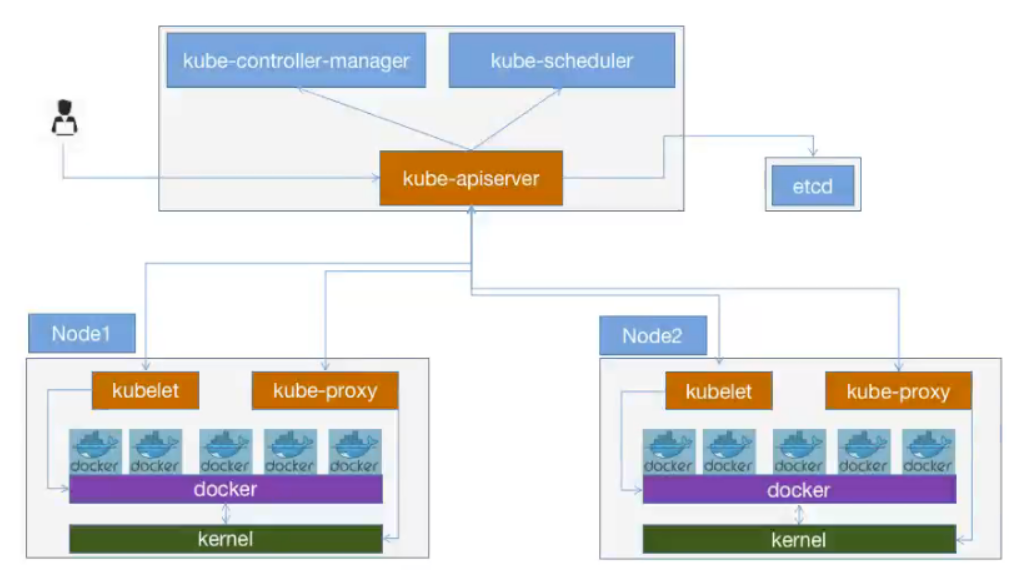 kube-controller-manager
kube-scheduler
kube-apiserver
etcd
Node1
Node2
kubelet
kube-proxy
kubelet
kube-proxy
docker docker docker docker docker
docker docker docker docker docker
docker
docker
kernel
kernel